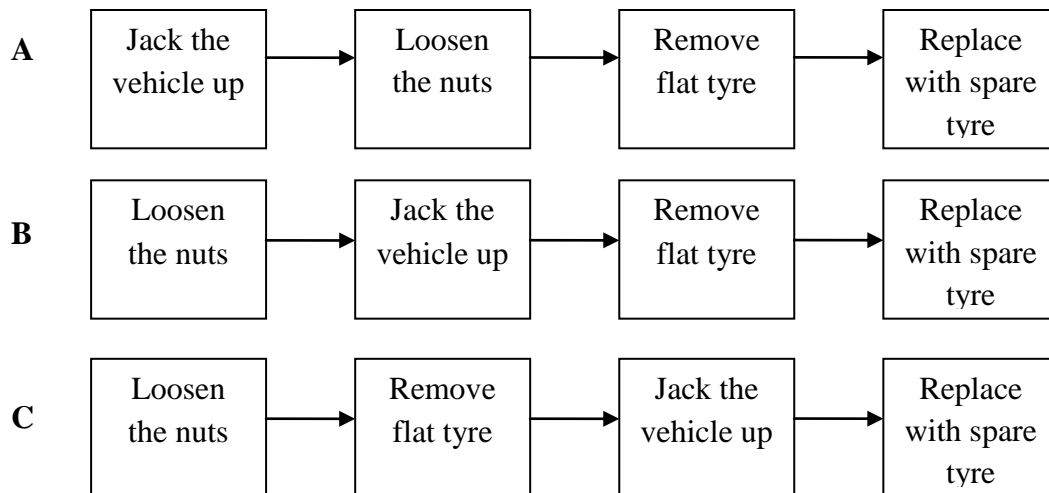 A
Jack the
vehicle up
Loosen
the nuts
Remove
flat tyre
Replace
with spare
tyre
B
Loosen
the nuts
Jack the
vehicle up
Remove
flat tyre
Replace
with spare
tyre
C
Loosen
the nuts
Remove
flat tyre
Jack the
vehicle up
Replace
with spare
tyre